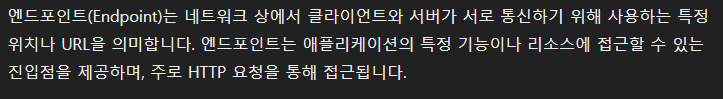 엔드포인트(Endpoint)는 네트워크 상에서 클라이언트와 서버가 서로 통신하기 위해 사용하는 특정
위치나 URL을 의미합니다. 엔드포인트는 애플리케이션의 특정 기능이나 리소스에 접근할 수 있는
진입점을 제공하며, 주로 HTTP 요청을 통해 접근됩니다.